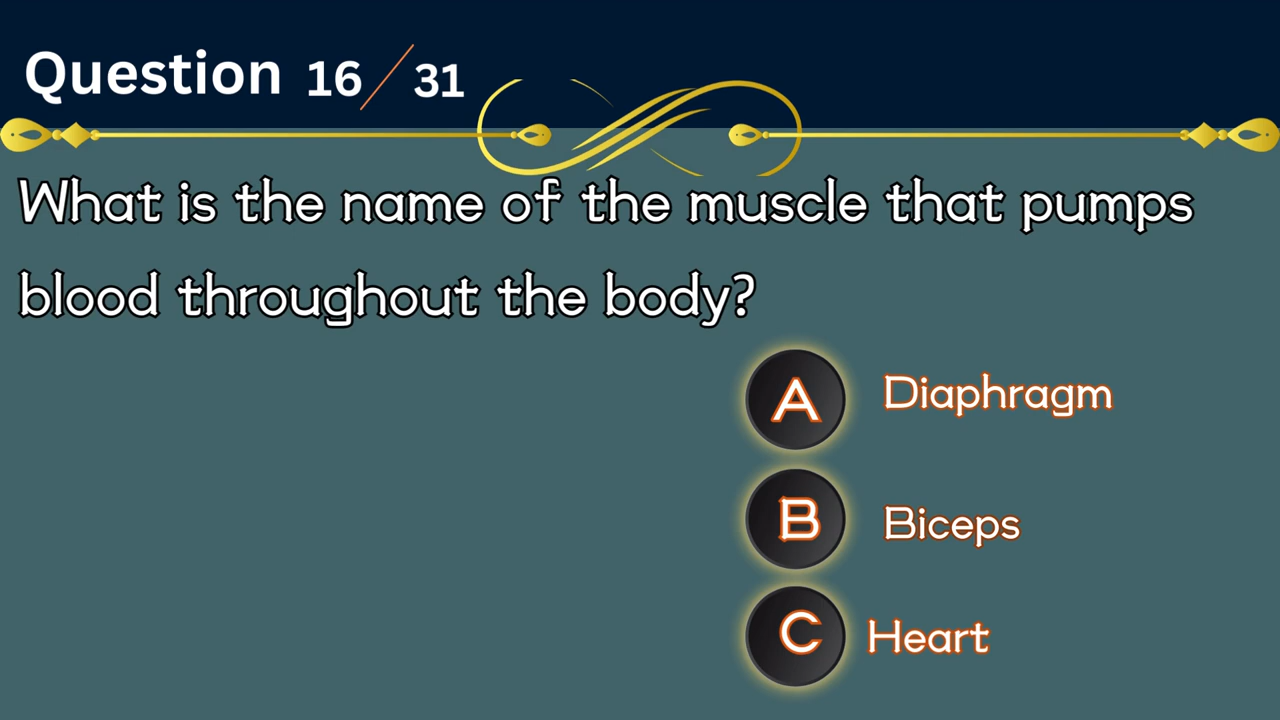 Question 16/31
What is the name of the muscle that pumps
blood throughout the body?
A Diaphragm
B Biceps
C Heart